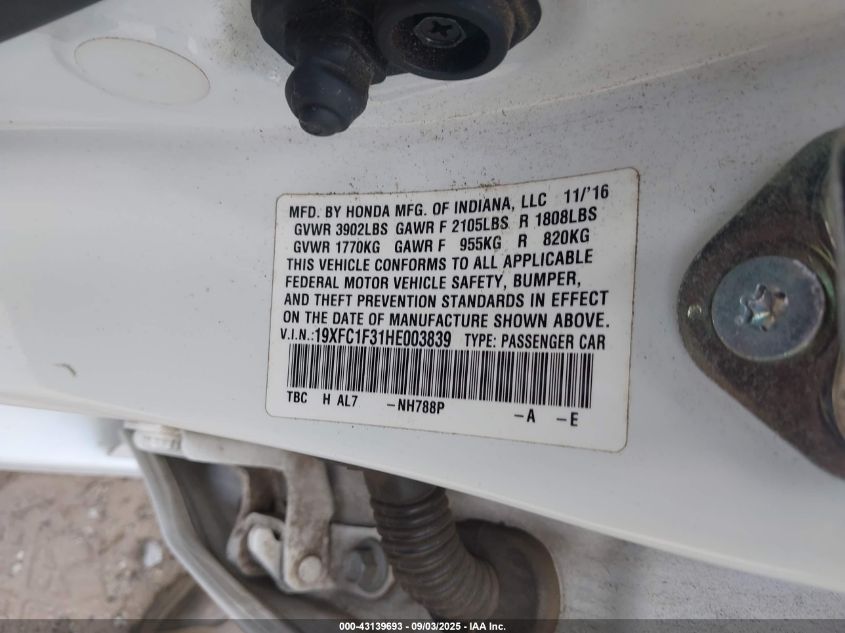 MFD. BY HONDA MFG. OF INDIANA, LLC 11/'16
GVWR 3902LBS GAWR F 2105LBS R 1808LBS
GVWR 1770KG GAWR F 955KG R 820KG
THIS VEHICLE CONFORMS TO ALL APPLICABLE
FEDERAL MOTOR VEHICLE SAFETY, BUMPER,
AND THEFT PREVENTION STANDARDS IN EFFECT
ON THE DATE OF MANUFACTURE SHOWN ABOVE.
V.I.N.:19XFC1F31HE003839 TYPE: PASSENGER CAR
TBC H AL7 -NH788P -A -E
000-43139693 - 09/03/2025 - IAA Inc.